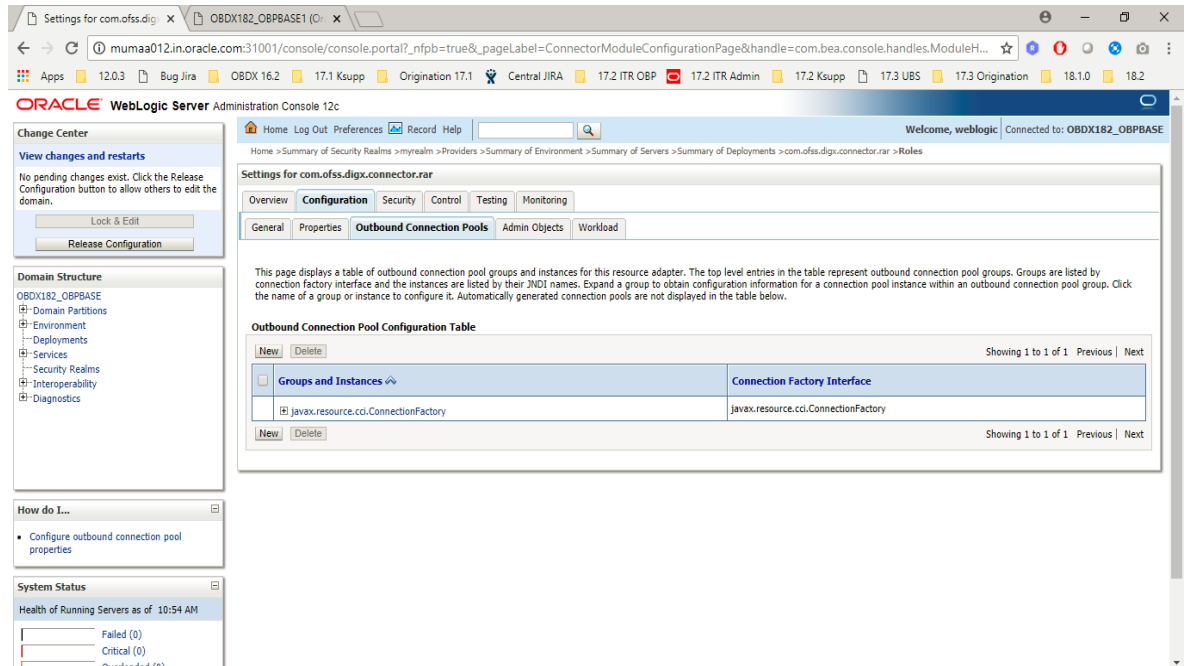 Settings for com.ofss.dig
OBDX182_OBPBASE1 (Or
mumaa012.in.oracle.com:31001/console/console.portal?_nfpb=true&_pageLabel=ConnectorModuleConfigurationPage&handle=com.bea.console.handles.ModuleH...
Apps 12.0.3 Bug Jira OBDX 16.2 17.1 Ksupp Origination 17.1 Central JIRA 17.2 ITR OBP 17.2 ITR Admin 17.2 Ksupp 17.3 UBS 17.3 Origination 18.1.0 18.2
ORACLE WebLogic Server Administration Console 12c
Change Center
View changes and restarts
No pending changes exist. Click the Release
Configuration button to allow others to edit the
domain.
Lock & Edit
Release Configuration
Domain Structure
OBDX182_OBPBASE
Domain Partitions
Environment
Deployments
Services
Security Realms
Interoperability
Diagnostics
How do I...
Configure outbound connection pool
properties
System Status
Health of Running Servers as of 10:54 AM
Failed (0)
Critical (0)
Overloaded (0)
Home Log Out Preferences Record Help
Welcome, weblogic Connected to: OBDX182_OBPBASE
Home >Summary of Security Realms >myrealm >Providers >Summary of Environment >Summary of Servers >Summary of Deployments >com.ofss.digx.connector.rar >Roles
Settings for com.ofss.digx.connector.rar
Overview Configuration Security Control Testing Monitoring
General Properties Outbound Connection Pools Admin Objects Workload
This page displays a table of outbound connection pool groups and instances for this resource adapter. The top level entries in the table represent outbound connection pool groups. Groups are listed by
connection factory interface and the instances are listed by their JNDI names. Expand a group to obtain configuration information for a connection pool instance within an outbound connection pool group. Click
the name of a group or instance to configure it. Automatically generated connection pools are not displayed in the table below.
Outbound Connection Pool Configuration Table
New Delete
Showing 1 to 1 of 1 Previous | Next
Groups and Instances
Connection Factory Interface
javax.resource.cci.ConnectionFactory
javax.resource.cci.ConnectionFactory
New Delete
Showing 1 to 1 of 1 Previous | Next